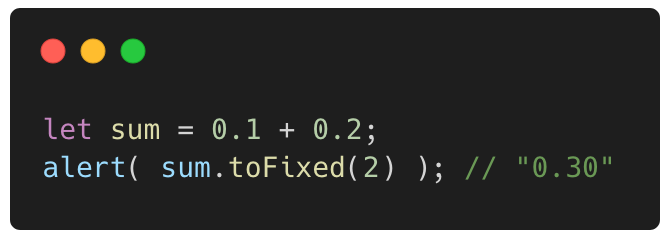 let sum = 0.1 + 0.2;
alert( sum.toFixed(2) ); // "0.30"